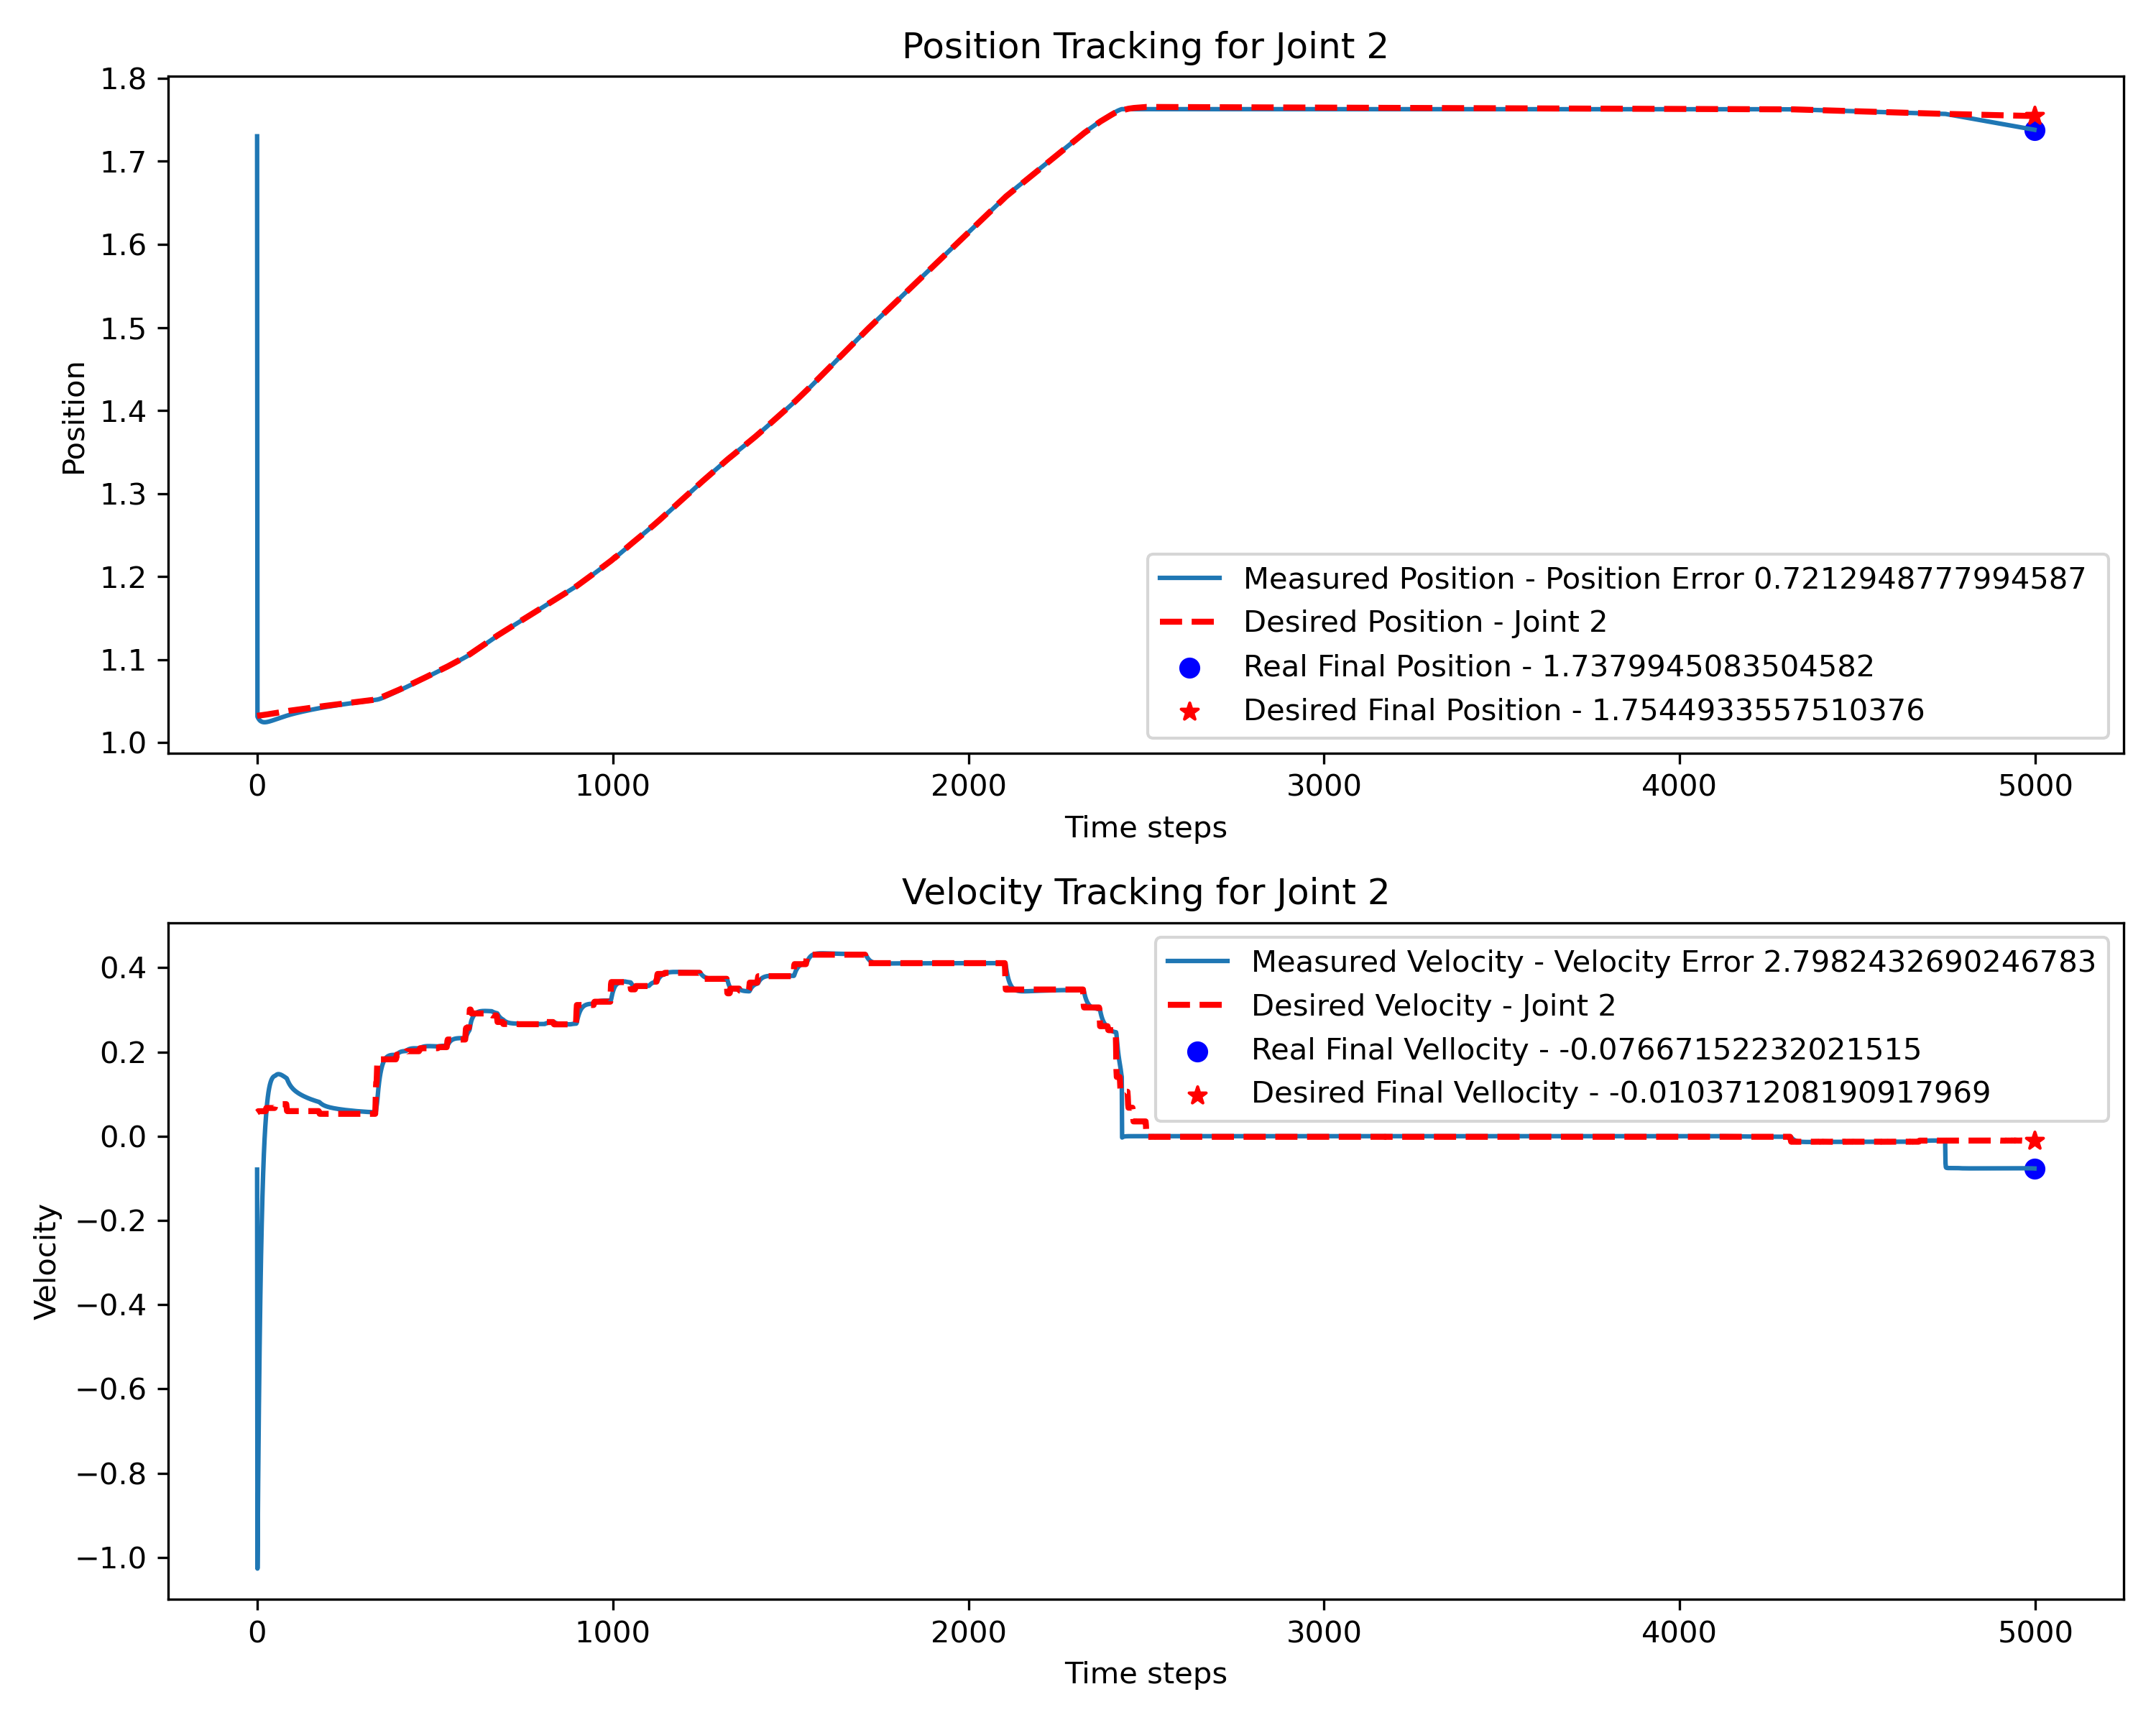 Position Tracking for Joint 2
1.8
1.7
1.6
1.5
1.4
1.3
1.2
1.1
1.0
Position
Measured Position - Position Error 0.7212948777994587
Desired Position - Joint 2
Real Final Position - 1.7379945083504582
Desired Final Position - 1.7544933557510376
0 1000 2000 3000 4000 5000
Time steps
Velocity Tracking for Joint 2
0.4
0.2
0.0
−0.2
−0.4
−0.6
−0.8
−1.0
Velocity
Measured Velocity - Velocity Error 2.7982432690246783
Desired Velocity - Joint 2
Real Final Vellocity - -0.07667152232021515
Desired Final Vellocity - -0.010371208190917969
0 1000 2000 3000 4000 5000
Time steps